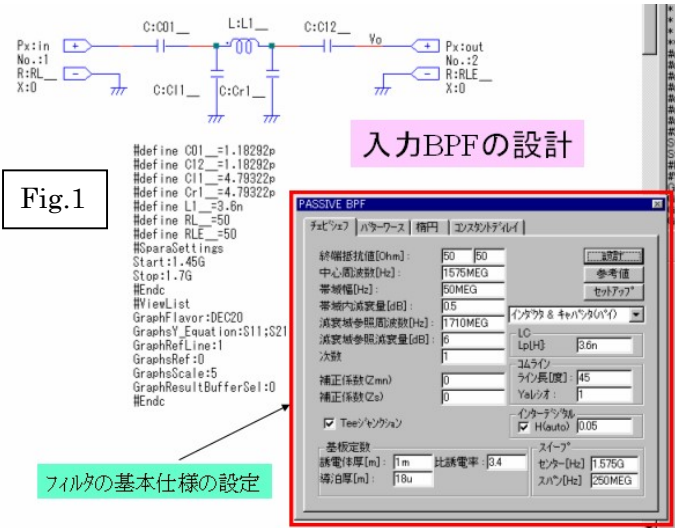 C:C01__
L:L1__
C:C12__
Vo
Px:in
No.:1
R:RL__
X:0
+
-
C:Cl1__
C:Cr1__
+
-
Px:out
No.:2
R:RLE__
X:0
入力BPFの設計
#define C01__=1.18292p
#define C12__=1.18292p
#define Cl1__=4.79322p
#define Cr1__=4.79322p
#define L1__=3.6n
#define RL__=50
#define RLE__=50
#SparaSettings
Start:1.45G
Stop:1.7G
#Endc
#ViewList
GraphFlavor:DEC20
GraphsY_Equation:S11;S21
GraphRefLine:1
GraphsRef:0
GraphsScale:5
GraphResultBufferSel:0
#Endc
Fig.1
フィルタの基本仕様の設定
PASSIVE BPF
チェビシェフ
バターワース
楕円
コンスタントディレイ
終端抵抗値[Ohm]: 50 50
中心周波数[Hz]: 1575MEG
帯域幅[Hz]: 50MEG
帯域内減衰量[dB]: 0.5
減衰域参照周波数[Hz]: 1710MEG
減衰域参照減衰量[dB]: 6
次数 1
補正係数(Zmn) 0
補正係数(Zs) 0
Teeジャンクション
基板定数
誘電体厚[m]: 1m 比誘電率: 3.4
導泊厚[m]: 18u
設計
参考値
セットアップ
インダクタ & キャパシタ(パイ)
LC
Lp[H]: 3.6n
コムライン
ライン長[度]: 45
Yaレシオ: 1
インターデジタル
H(auto) 0.05
スイープ
センター[Hz] 1.575G
スパン[Hz] 250MEG